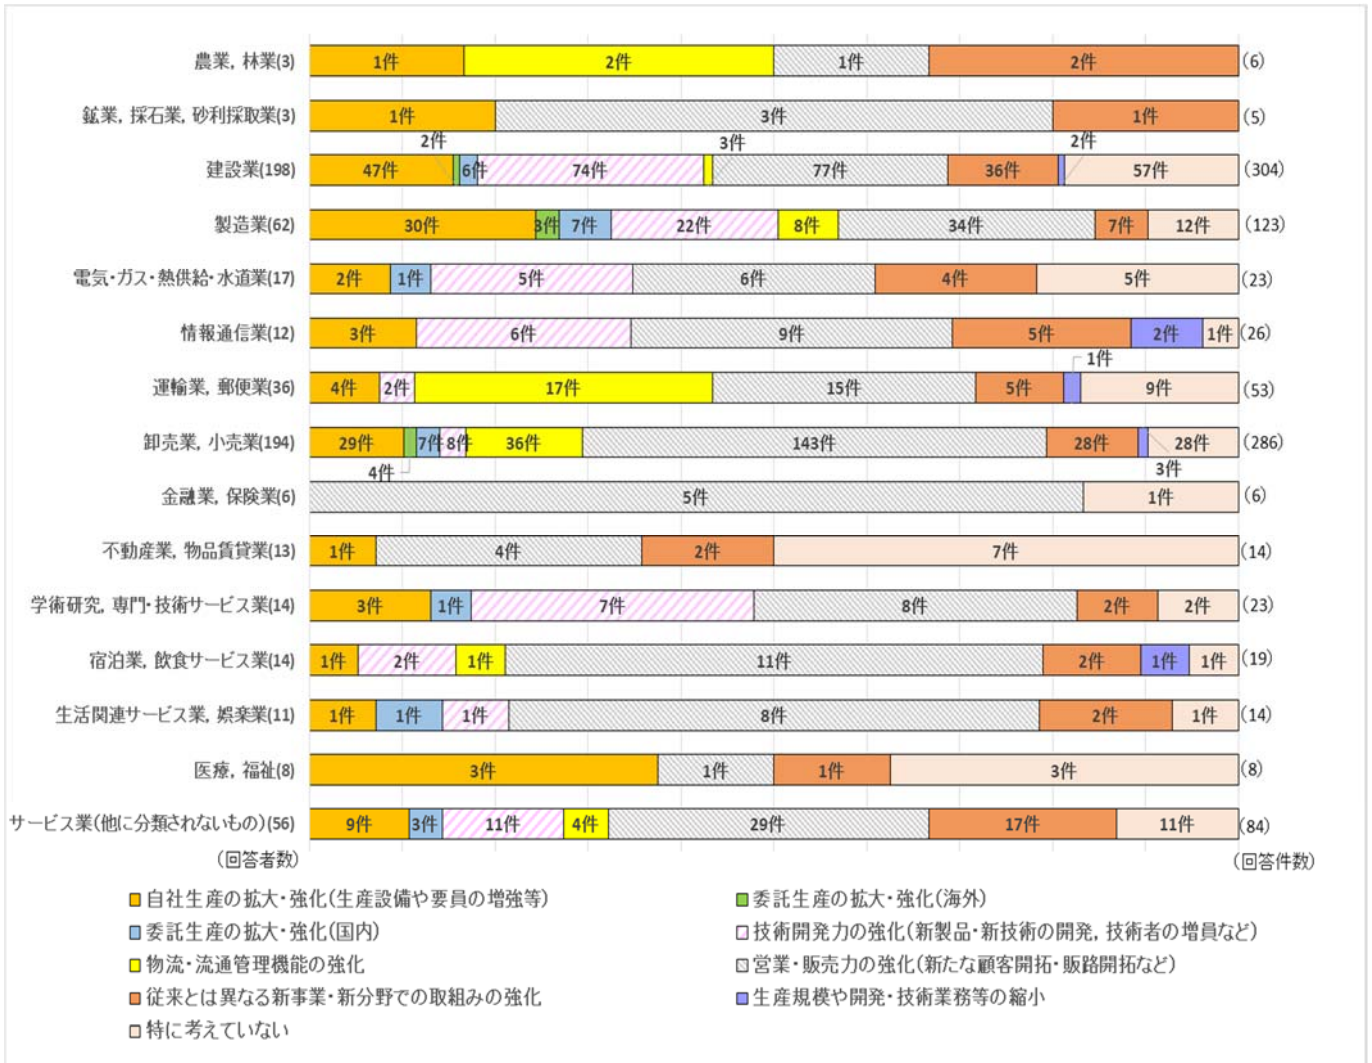 農業，林業(3) 1件 2件 1件 2件 (6)
鉱業，採石業，砂利採取業(3) 1件 3件 1件 (5)
2件 3件 2件
建設業(198) 47件 6件 74件 77件 36件 57件 (304)
製造業(62) 30件 3件 7件 22件 8件 34件 7件 12件 (123)
電気・ガス・熱供給・水道業(17) 2件 1件 5件 6件 4件 5件 (23)
情報通信業(12) 3件 6件 9件 5件 2件 1件 (26)
1件
運輸業，郵便業(36) 4件 2件 17件 15件 5件 9件 (53)
卸売業，小売業(194) 29件 7件 8件 36件 143件 28件 28件 (286)
4件 3件
金融業，保険業(6) 5件 1件 (6)
不動産業，物品賃貸業(13) 1件 4件 2件 7件 (14)
学術研究，専門・技術サービス業(14) 3件 1件 7件 8件 2件 2件 (23)
宿泊業，飲食サービス業(14) 1件 2件 1件 11件 2件 1件 1件 (19)
生活関連サービス業，娯楽業(11) 1件 1件 1件 8件 2件 1件 (14)
医療，福祉(8) 3件 1件 1件 3件 (8)
サービス業(他に分類されないもの)(56) 9件 3件 11件 4件 29件 17件 11件 (84)
(回答者数) (回答件数)
自社生産の拡大・強化(生産設備や要員の増強等) 委託生産の拡大・強化(海外)
委託生産の拡大・強化(国内) 技術開発力の強化(新製品・新技術の開発，技術者の増員など)
物流・流通管理機能の強化 営業・販売力の強化(新たな顧客開拓・販路開拓など)
従来とは異なる新事業・新分野での取組みの強化 生産規模や開発・技術業務等の縮小
特に考えていない